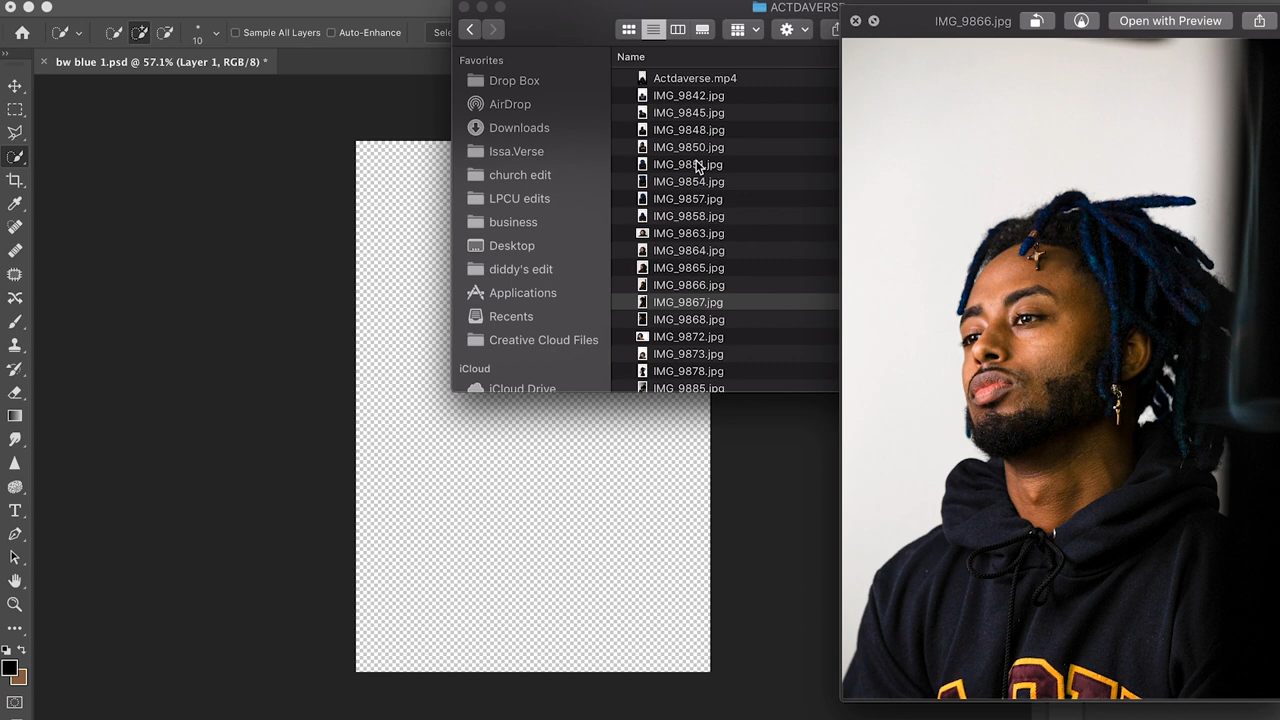 10
Sample All Layers
Auto-Enhance
bw blue 1.psd @ 57.1% (Layer 1, RGB/8) *
ACTDAVERSE
Favorites
Drop Box
AirDrop
Downloads
Issa.Verse
church edit
LPCU edits
business
Desktop
diddy's edit
Applications
Recents
Creative Cloud Files
iCloud
iCloud Drive
Name
Actdaverse.mp4
IMG_9842.jpg
IMG_9845.jpg
IMG_9848.jpg
IMG_9850.jpg
IMG_9854.jpg
IMG_9857.jpg
IMG_9858.jpg
IMG_9863.jpg
IMG_9864.jpg
IMG_9865.jpg
IMG_9866.jpg
IMG_9867.jpg
IMG_9868.jpg
IMG_9872.jpg
IMG_9873.jpg
IMG_9878.jpg
IMG_9885.jpg
IMG_9866.jpg
Open with Preview